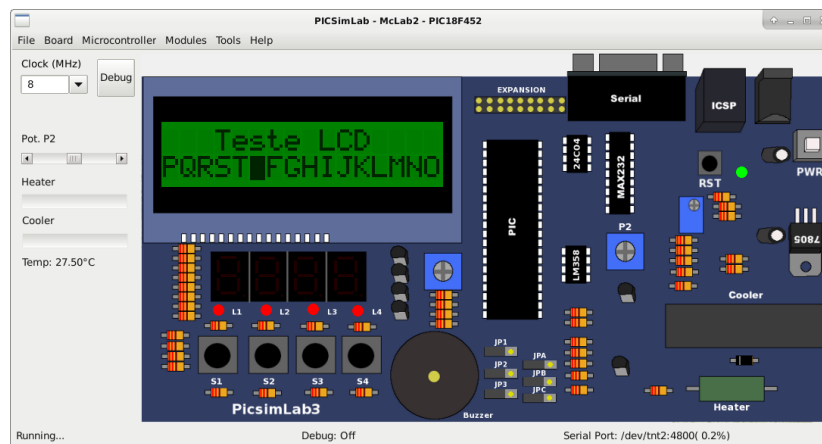 PICSimLab - McLab2 - PIC18F452
File Board Microcontroller Modules Tools Help
Clock (MHz)
8
Debug
Pot. P2
Heater
Cooler
Temp: 27.50°C
Teste LCD
PQRST█FGHIJKLMNO
EXPANSION
Serial
ICSP
24C04
MAX232
RST
PWR
PIC
P2
LM358
7805
Cooler
L1 L2 L3 L4
JP1
JPA
JP2
JPB
JP3
JPC
S1 S2 S3 S4
PicsimLab3
Buzzer
Heater
Running...
Debug: Off
Serial Port: /dev/tnt2:4800( 0.2%)